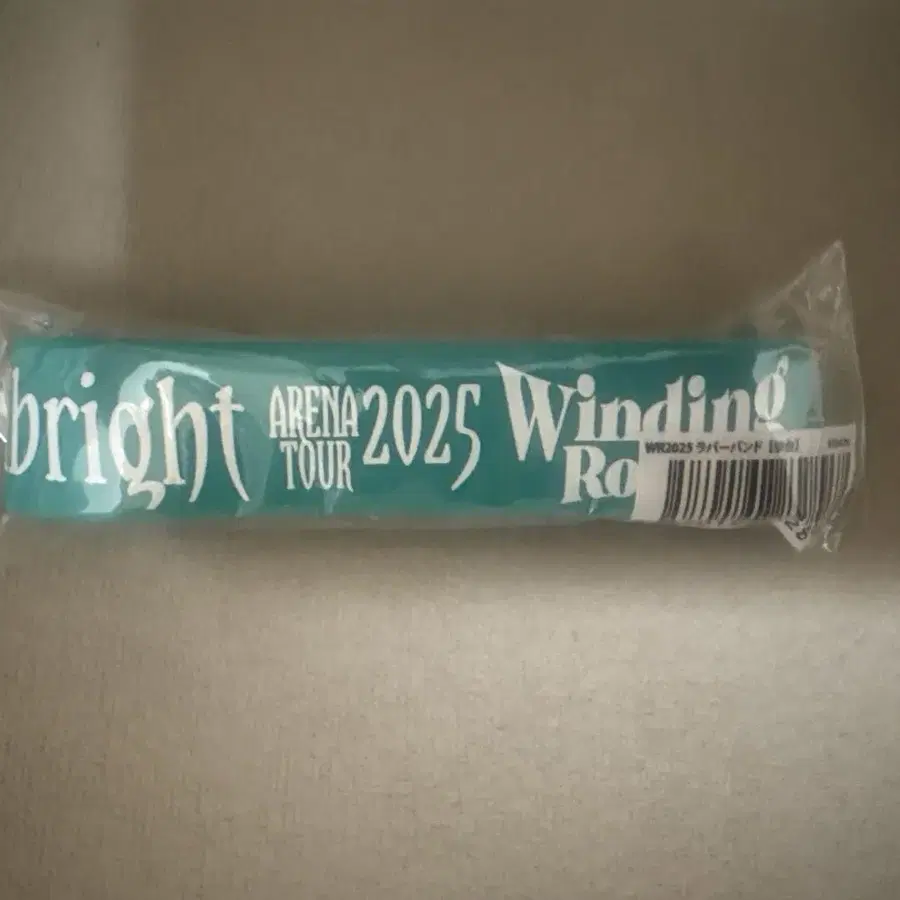 bright ARENA TOUR 2025 Winding
Ro
WR2025 ラバーバンド